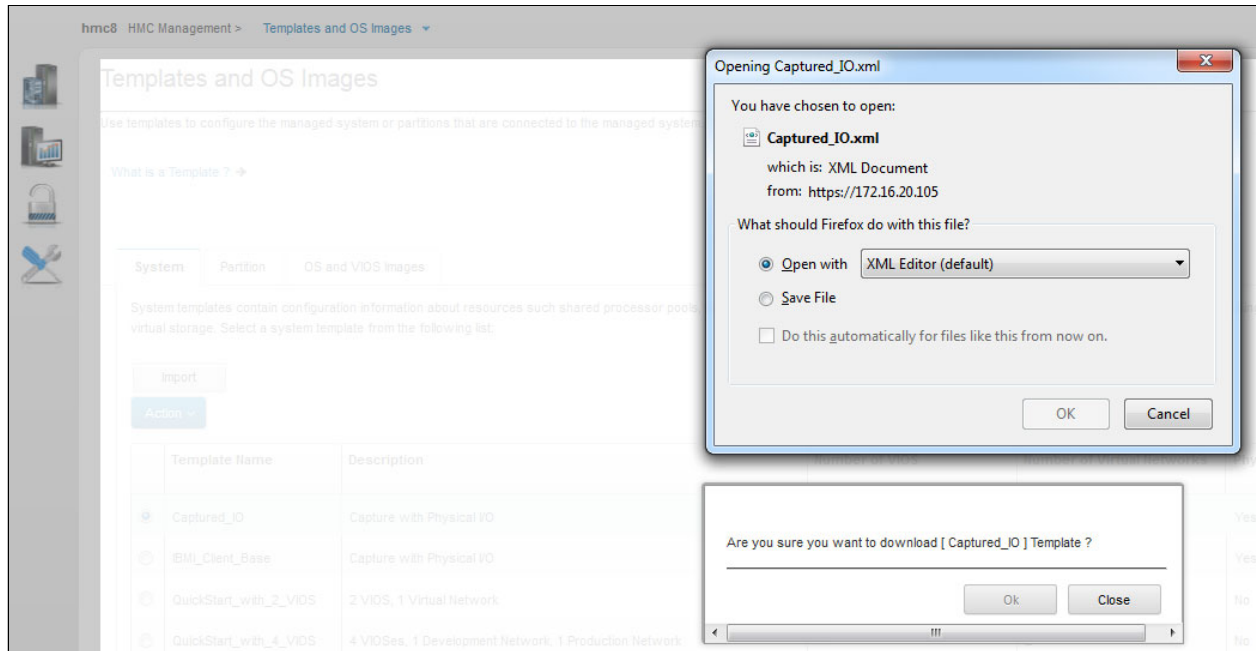 hmc8 HMC Management > Templates and OS Images
Templates and OS Images
Use templates to configure the managed system or partitions that are connected to the managed system
What is a Template ?
System Partition OS and VIOS Images
System templates contain configuration information about resources such shared processor pools
virtual storage. Select a system template from the following list:
Import
Action
Template Name Description Number of VIOS Number of Virtual Networks
Captured_IO Capture with Physical I/O Yes
IBMi_Client_Base Capture with Physical I/O Yes
QuickStart_with_2_VIOS 2 VIOS, 1 Virtual Network No
QuickStart_with_4_VIOS 4 VIOSes, 1 Development Network, 1 Production Network No
Opening Captured_IO.xml
You have chosen to open:
Captured_IO.xml
which is: XML Document
from: https://172.16.20.105
What should Firefox do with this file?
Open with XML Editor (default)
Save File
Do this automatically for files like this from now on.
OK Cancel
Are you sure you want to download [ Captured_IO ] Template ?
Ok Close